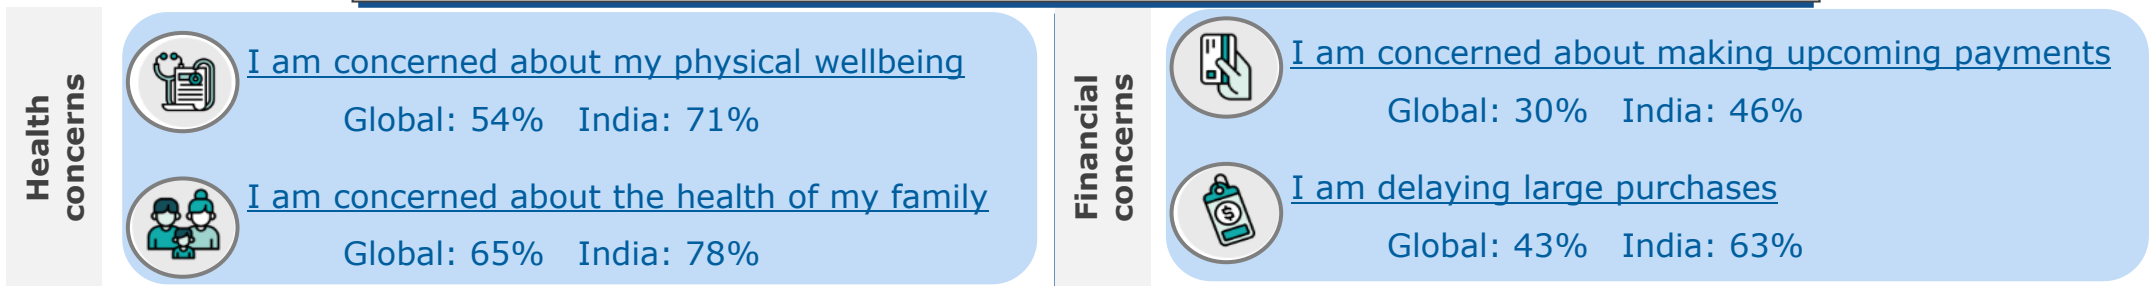 Health
concerns
I am concerned about my physical wellbeing
Global: 54% India: 71%
I am concerned about the health of my family
Global: 65% India: 78%
Financial
concerns
I am concerned about making upcoming payments
Global: 30% India: 46%
I am delaying large purchases
Global: 43% India: 63%